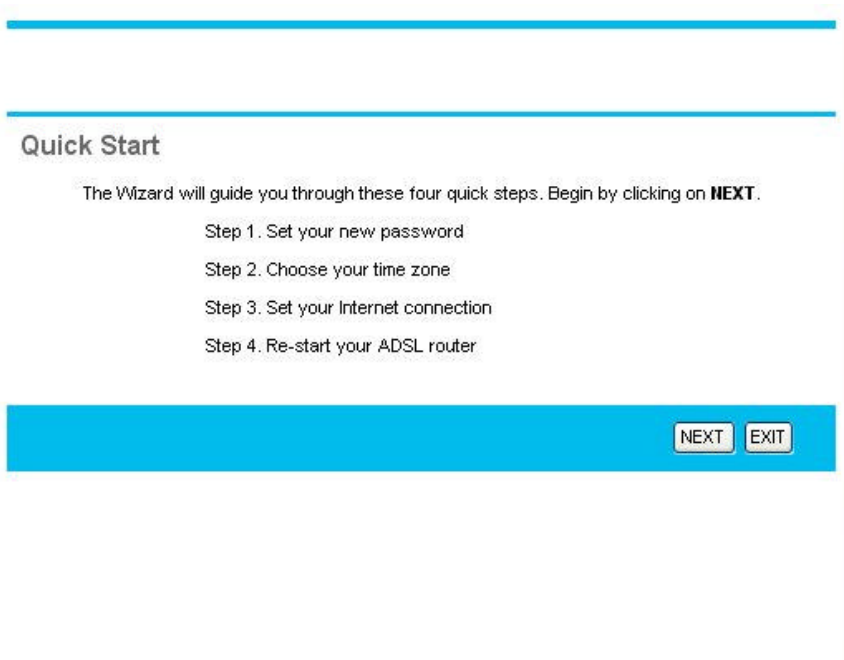 Quick Start
The Wizard will guide you through these four quick steps. Begin by clicking on NEXT.
Step 1. Set your new password
Step 2. Choose your time zone
Step 3. Set your Internet connection
Step 4. Re-start your ADSL router
NEXT EXIT